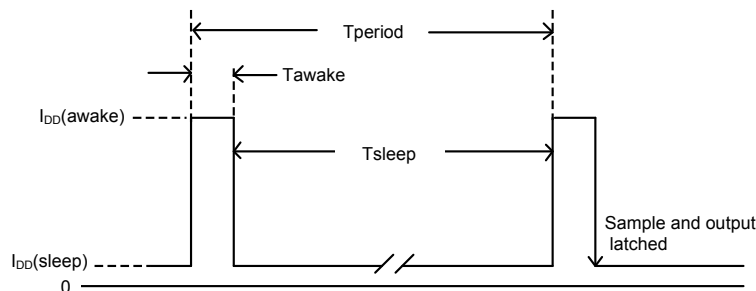 Tperiod
Tawake
IDD(awake)
Tsleep
Sample and output
latched
IDD(sleep)
0